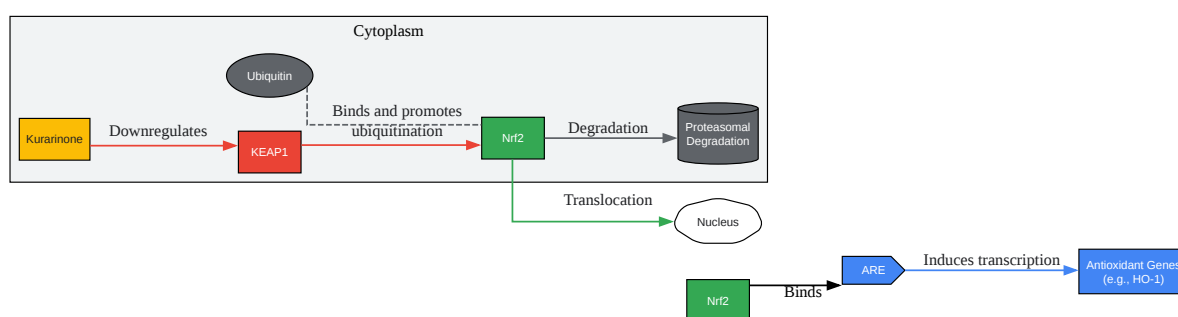 Cytoplasm
Ubiquitin
Binds and promotes
ubiquitination
Kurarinone
Downregulates
KEAP1
Nrf2
Degradation
Proteasomal
Degradation
Translocation
Nucleus
Nrf2
Binds
ARE
Induces transcription
Antioxidant Genes
(e.g., HO-1)